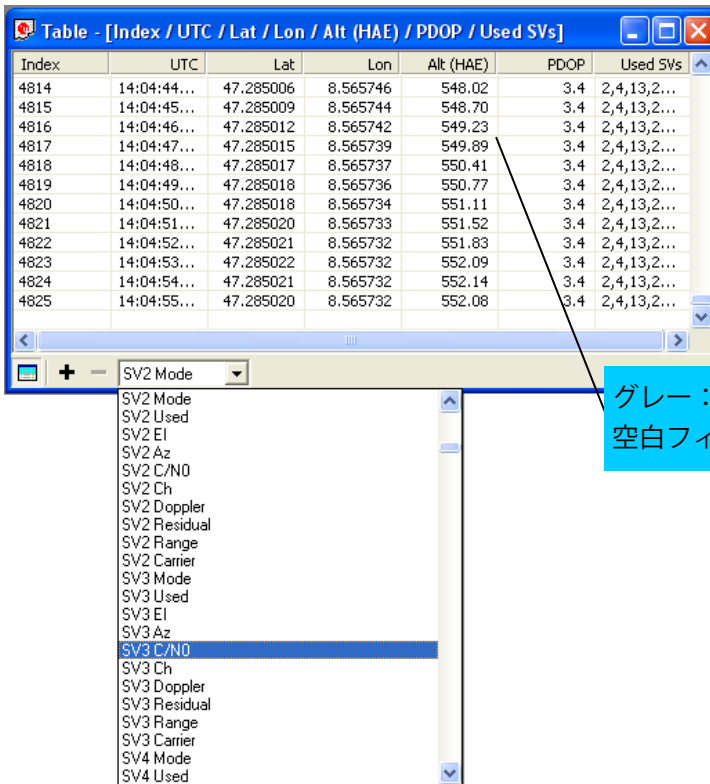 Table - [Index / UTC / Lat / Lon / Alt (HAE) / PDOP / Used SVs]
Index UTC Lat Lon Alt (HAE) PDOP Used SVs
4814 14:04:44... 47.285006 8.565746 548.02 3.4 2,4,13,2...
4815 14:04:45... 47.285009 8.565744 548.70 3.4 2,4,13,2...
4816 14:04:46... 47.285012 8.565742 549.23 3.4 2,4,13,2...
4817 14:04:47... 47.285015 8.565739 549.89 3.4 2,4,13,2...
4818 14:04:48... 47.285017 8.565737 550.41 3.4 2,4,13,2...
4819 14:04:49... 47.285018 8.565736 550.77 3.4 2,4,13,2...
4820 14:04:50... 47.285018 8.565734 551.11 3.4 2,4,13,2...
4821 14:04:51... 47.285020 8.565733 551.52 3.4 2,4,13,2...
4822 14:04:52... 47.285021 8.565732 551.83 3.4 2,4,13,2...
4823 14:04:53... 47.285022 8.565732 552.09 3.4 2,4,13,2...
4824 14:04:54... 47.285021 8.565732 552.14 3.4 2,4,13,2...
4825 14:04:55... 47.285020 8.565732 552.08 3.4 2,4,13,2...
SV2 Mode
グレー：
空白フィ
SV2 Mode
SV2 Used
SV2 El
SV2 Az
SV2 C/N0
SV2 Ch
SV2 Doppler
SV2 Residual
SV2 Range
SV2 Carrier
SV3 Mode
SV3 Used
SV3 El
SV3 Az
SV3 C/N0
SV3 Ch
SV3 Doppler
SV3 Residual
SV3 Range
SV3 Carrier
SV4 Mode
SV4 Used